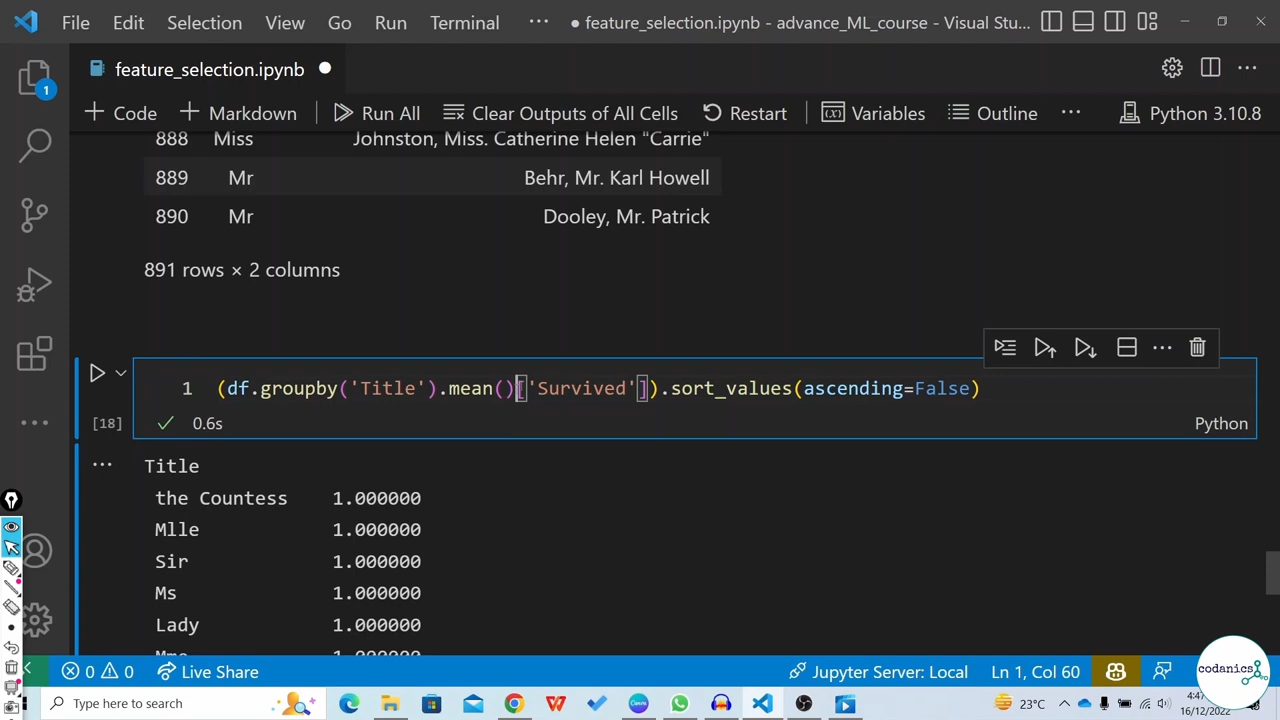 File Edit Selection View Go Run Terminal ··· ● feature_selection.ipynb - advance_ML_course - Visual Stu...
feature_selection.ipynb ●
1
+ Code + Markdown Run All Clear Outputs of All Cells Restart Variables Outline ··· Python 3.10.8
888 Miss Johnston, Miss. Catherine Helen "Carrie"
889 Mr Behr, Mr. Karl Howell
890 Mr Dooley, Mr. Patrick
891 rows × 2 columns
1 (df.groupby('Title').mean()['Survived']).sort_values(ascending=False)
[18] 0.6s Python
Title
the Countess 1.000000
Mlle 1.000000
Sir 1.000000
Ms 1.000000
Lady 1.000000
codanics
0 0 Live Share Jupyter Server: Local Ln 1, Col 60
Type here to search 23°C
16/12/2022